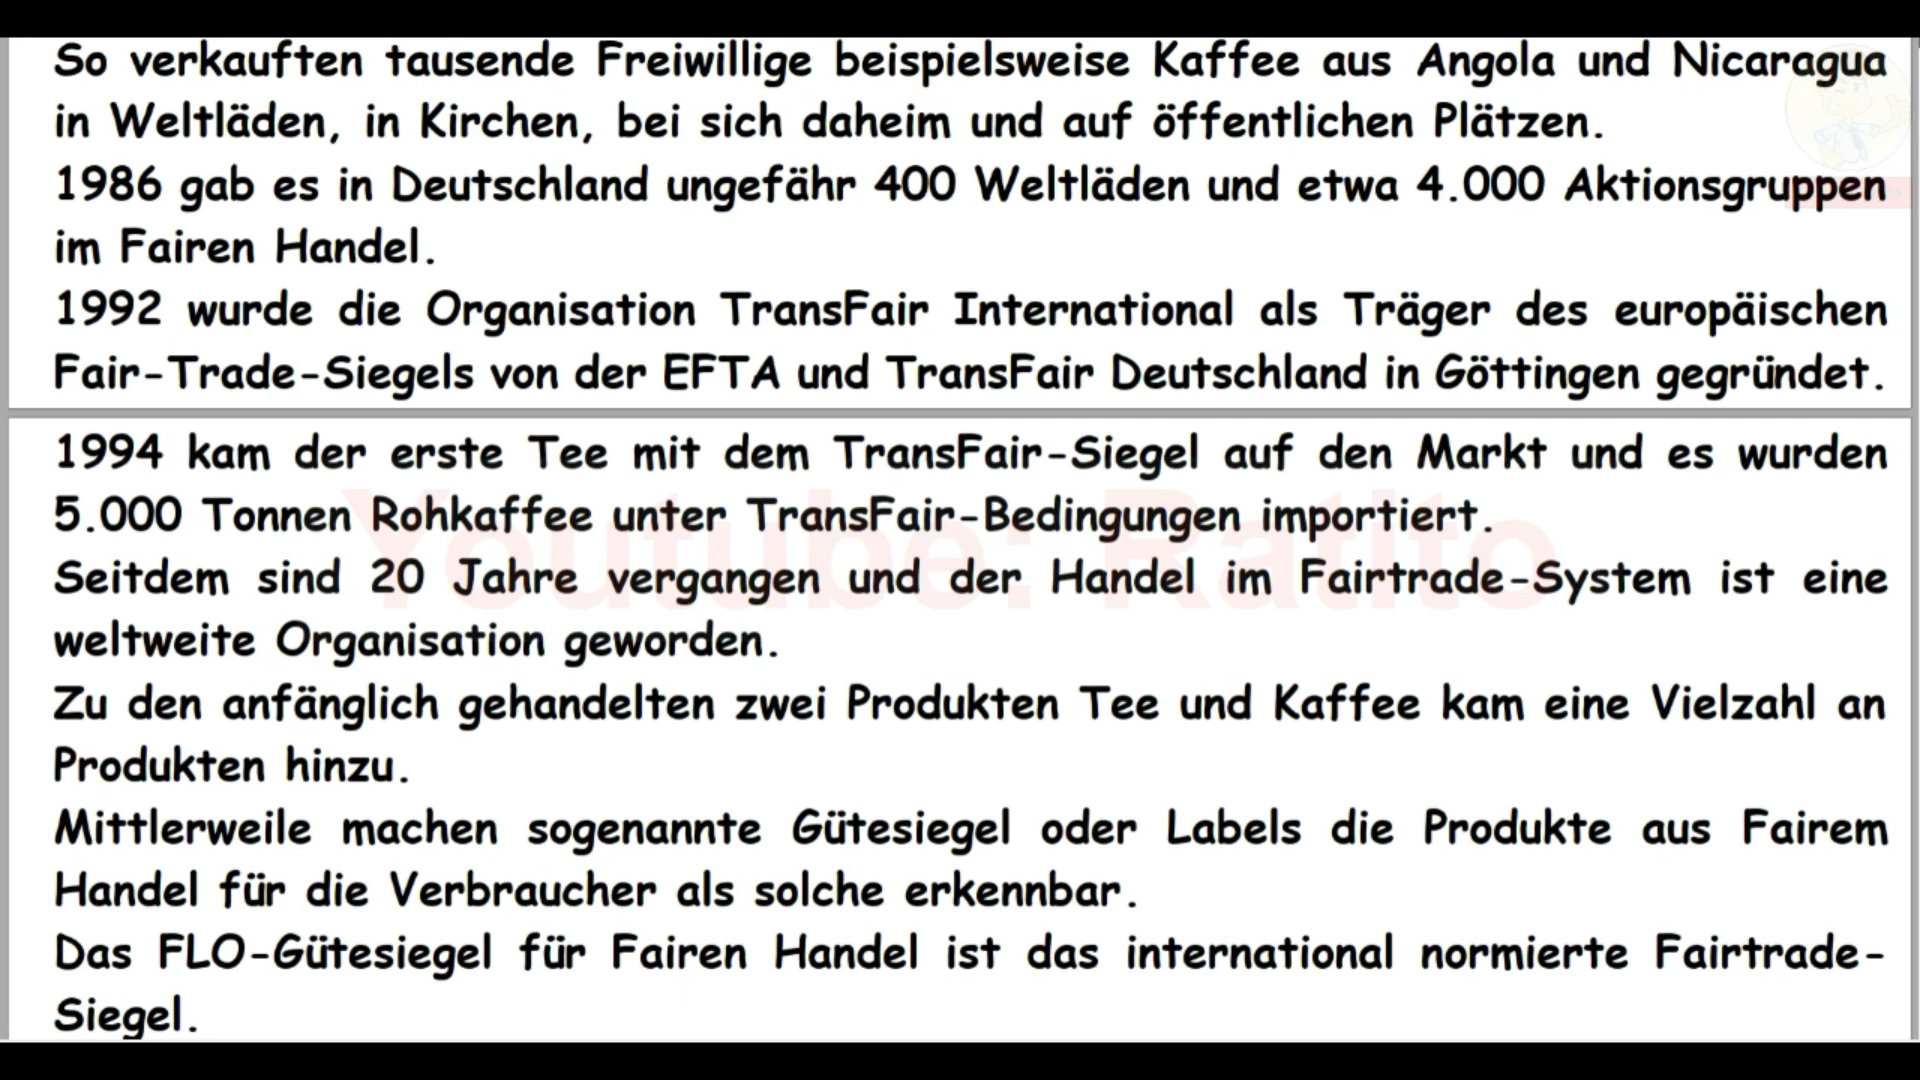 So verkauften tausende Freiwillige beispielsweise Kaffee aus Angola und Nicaragua
in Weltläden, in Kirchen, bei sich daheim und auf öffentlichen Plätzen.
1986 gab es in Deutschland ungefähr 400 Weltläden und etwa 4.000 Aktionsgruppen
im Fairen Handel.
1992 wurde die Organisation TransFair International als Träger des europäischen
Fair-Trade-Siegels von der EFTA und TransFair Deutschland in Göttingen gegründet.
1994 kam der erste Tee mit dem TransFair-Siegel auf den Markt und es wurden
5.000 Tonnen Rohkaffee unter TransFair-Bedingungen importiert.
Youtube: Ratito
Seitdem sind 20 Jahre vergangen und der Handel im Fairtrade-System ist eine
weltweite Organisation geworden.
Zu den anfänglich gehandelten zwei Produkten Tee und Kaffee kam eine Vielzahl an
Produkten hinzu.
Mittlerweile machen sogenannte Gütesiegel oder Labels die Produkte aus Fairem
Handel für die Verbraucher als solche erkennbar.
Das FLO-Gütesiegel für Fairen Handel ist das international normierte Fairtrade-
Siegel.